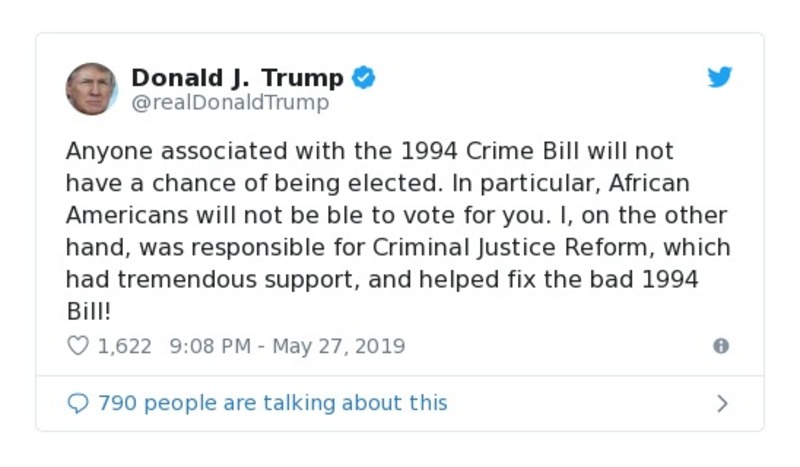 Donald J. Trump
@realDonaldTrump
Anyone associated with the 1994 Crime Bill will not
have a chance of being elected. In particular, African
Americans will not be ble to vote for you. I, on the other
hand, was responsible for Criminal Justice Reform, which
had tremendous support, and helped fix the bad 1994
Bill!
1,622 9:08 PM - May 27, 2019
790 people are talking about this